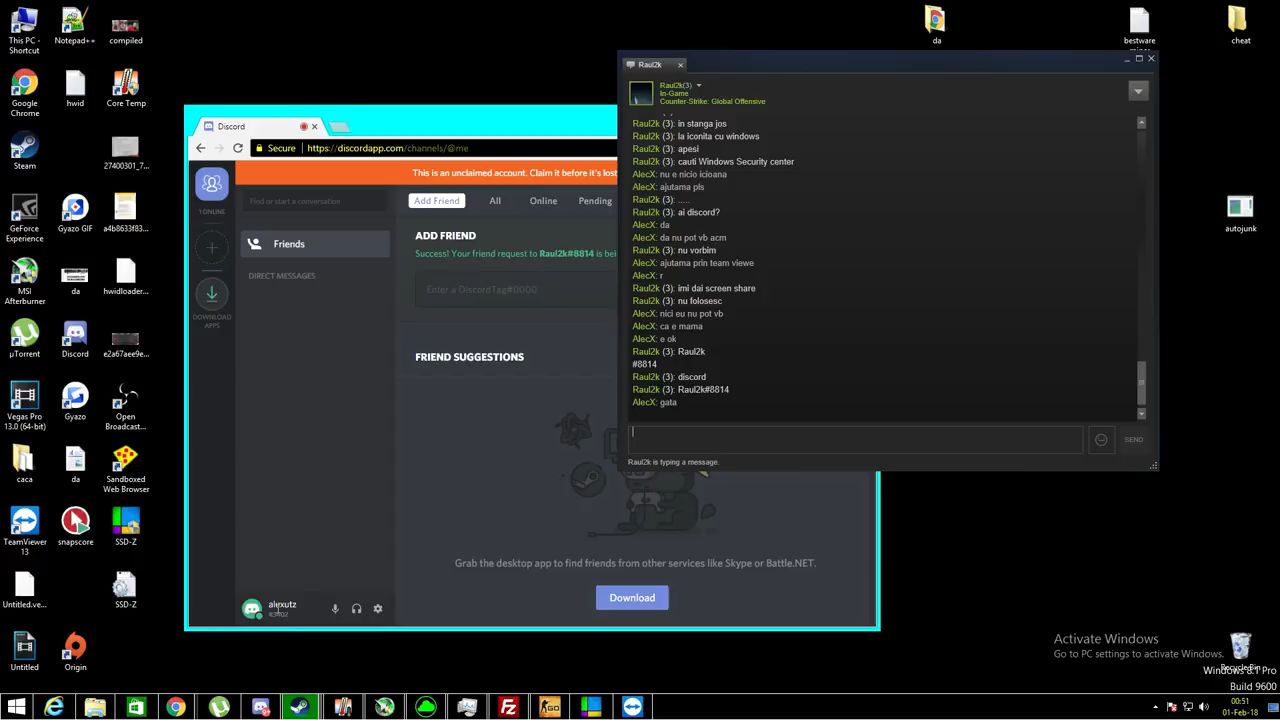 This PC -
Shortcut
Notepad++
compiled
Google
Chrome
hwid
Core Temp
Steam
27400301_7...
GeForce
Experience
Gyazo GIF
a4b8633f83...
MSI
Afterburner
da
hwidloader...
µTorrent
Discord
e2a67aee9e...
Vegas Pro
13.0 (64-bit)
Gyazo
Open
Broadcast...
caca
da
Sandboxed
Web Browser
TeamViewer
13
snapscore
SSD-Z
Untitled.ve...
SSD-Z
Untitled
Origin
da
bestware
cheat
autojunk
Discord
Secure
https://discordapp.com/channels/@me
This is an unclaimed account. Claim it before it's lost
1 ONLINE
DOWNLOAD
APPS
Find or start a conversation
Friends
DIRECT MESSAGES
Add Friend
All
Online
Pending
ADD FRIEND
Success! Your friend request to Raul2k#8814 is bei
Enter a DiscordTag#0000
FRIEND SUGGESTIONS
Grab the desktop app to find friends from other services like Skype or Battle.NET.
Download
alexutz
Raul2k
Raul2k(3)
In-Game
Counter-Strike: Global Offensive
Raul2k (3): in stanga jos
Raul2k (3): la iconita cu windows
Raul2k (3): apesi
Raul2k (3): cauti Windows Security center
AlecX: nu e nicio icioana
AlecX: ajutama pls
Raul2k (3): .....
Raul2k (3): ai discord?
AlecX: da
AlecX: da nu pot vb acm
Raul2k (3): nu vorbim
AlecX: ajutama prin team viewe
AlecX: r
Raul2k (3): imi dai screen share
Raul2k (3): nu folosesc
AlecX: nici eu nu pot vb
AlecX: ca e mama
AlecX: e ok
Raul2k (3): Raul2k
#8814
Raul2k (3): discord
Raul2k (3): Raul2k#8814
AlecX: gata
SEND
Raul2k is typing a message.
Activate Windows
Go to PC settings to activate Windows.
Recycle Bin
Windows 8.1 Pro
Build 9600
00:51
01-Feb-18